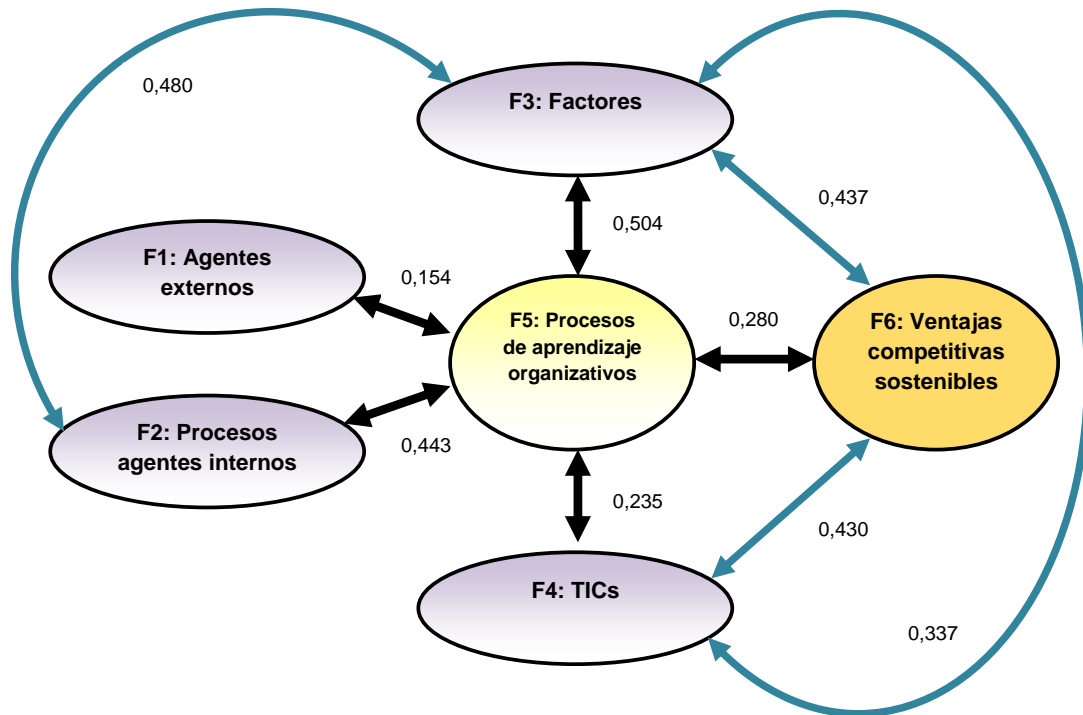 0,480
F3: Factores
0,437
0,504
F1: Agentes
externos
0,154
F5: Procesos
de aprendizaje
organizativos
0,280
F6: Ventajas
competitivas
sostenibles
F2: Procesos
agentes internos
0,443
0,235
0,430
F4: TICs
0,337